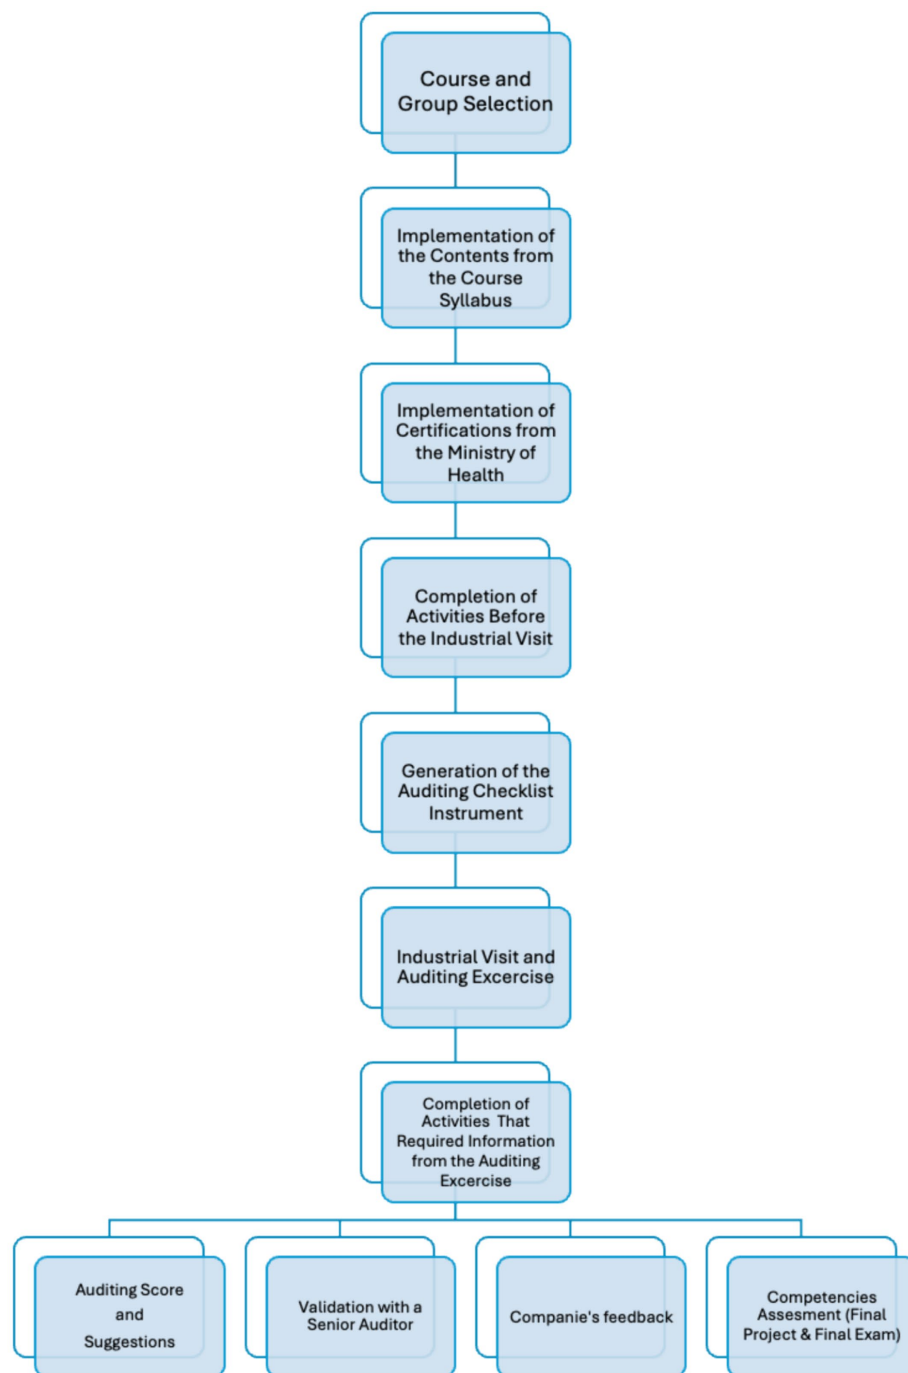 Course and
Group Selection
Implementation of
the Contents from
the Course
Syllabus
Implementation of
Certifications from
the Ministry of
Health
Completion of
Activities Before
the Industrial Visit
Generation of the
Auditing Checklist
Instrument
Industrial Visit and
Auditing Excercise
Completion of
Activities That
Required Information
from the Auditing
Excercise
Auditing Score
and
Suggestions
Validation with a
Senior Auditor
Companie's feedback
Competencies
Assesment (Final
Project & Final Exam)